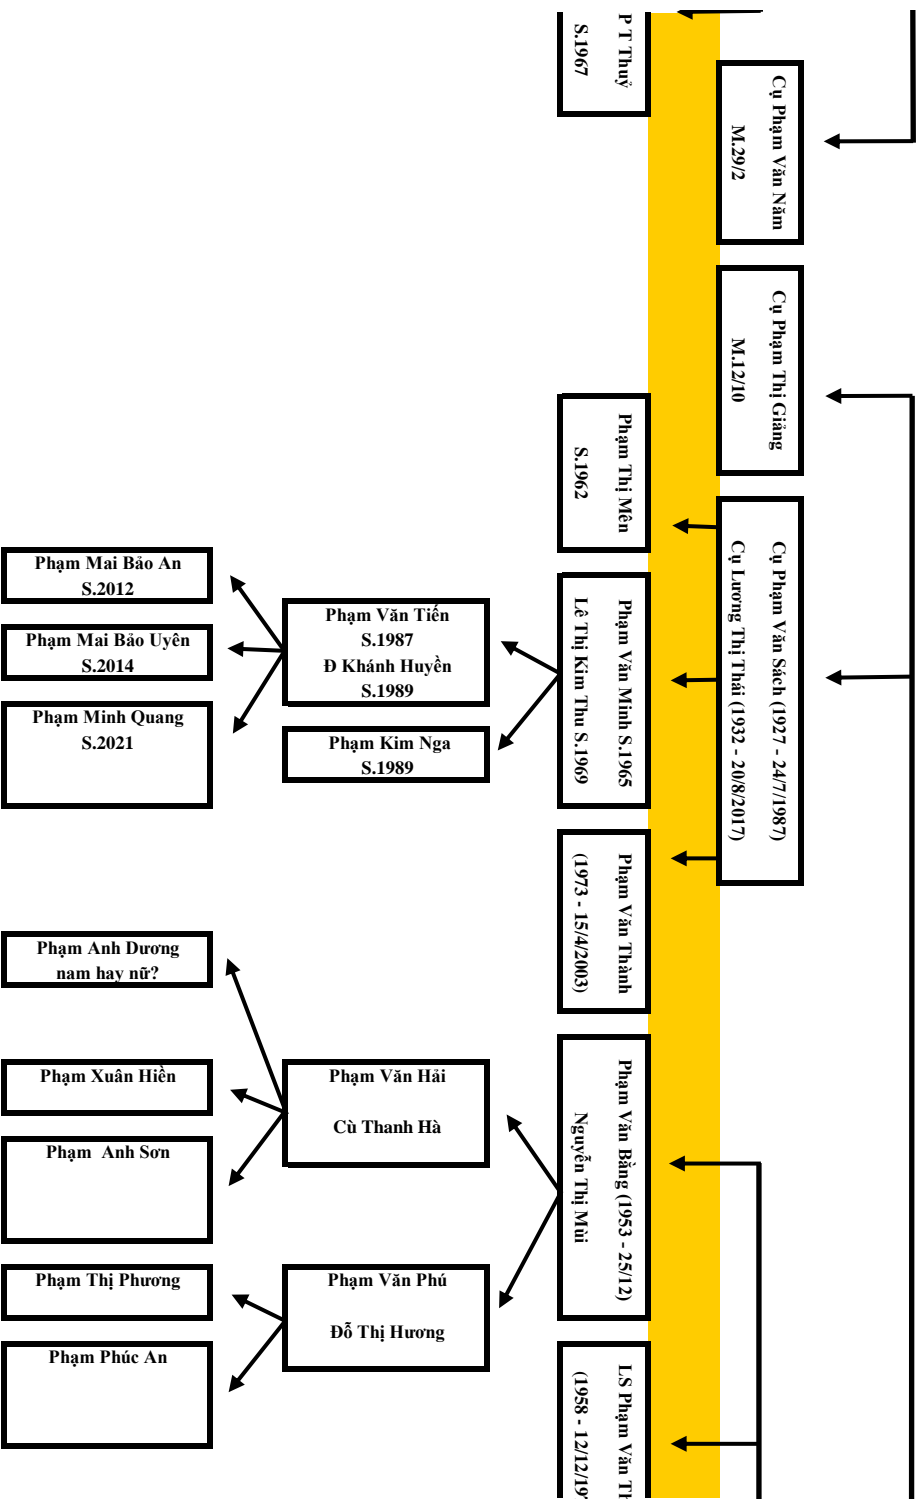 P T Thuỷ
S.1967
Cụ Phạm Văn Năm
M.29/2
Cụ Phạm Thị Giảng
M.12/10
Cụ Phạm Văn Sách (1927 - 24/7/1987)
Cụ Lương Thị Thái (1932 - 20/8/2017)
Phạm Thị Mên
S.1962
Phạm Văn Minh S.1965
Lê Thị Kim Thu S.1969
Phạm Văn Tiến
S.1987
Đ Khánh Huyền
S.1989
Phạm Kim Nga
S.1989
Phạm Mai Bảo An
S.2012
Phạm Mai Bảo Uyên
S.2014
Phạm Minh Quang
S.2021
Phạm Văn Thành
(1973 - 15/4/2003)
Phạm Văn Bằng (1953 - 25/12)
Nguyễn Thị Mùi
Phạm Văn Hải
Cù Thanh Hà
Phạm Anh Dương
nam hay nữ?
Phạm Xuân Hiền
Phạm Anh Sơn
Phạm Văn Phú
Đỗ Thị Hương
Phạm Thị Phương
Phạm Phúc An
LS Phạm Văn
(1958 - 12/12/